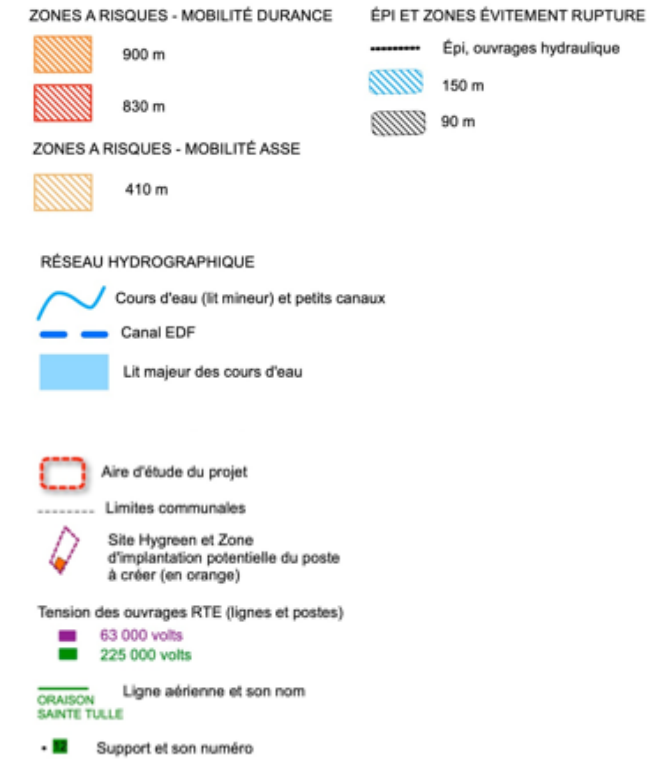 ZONES A RISQUES - MOBILITÉ DURANCE
900 m
830 m
ZONES A RISQUES - MOBILITÉ ASSE
410 m
ÉPI ET ZONES ÉVITEMENT RUPTURE
Épi, ouvrages hydraulique
150 m
90 m
RÉSEAU HYDROGRAPHIQUE
Cours d'eau (lit mineur) et petits canaux
Canal EDF
Lit majeur des cours d'eau
Aire d'étude du projet
Limites communales
Site Hygreen et Zone
d'implantation potentielle du poste
à créer (en orange)
Tension des ouvrages RTE (lignes et postes)
63 000 volts
225 000 volts
ORAISON
SAINTE TULLE
Ligne aérienne et son nom
Support et son numéro